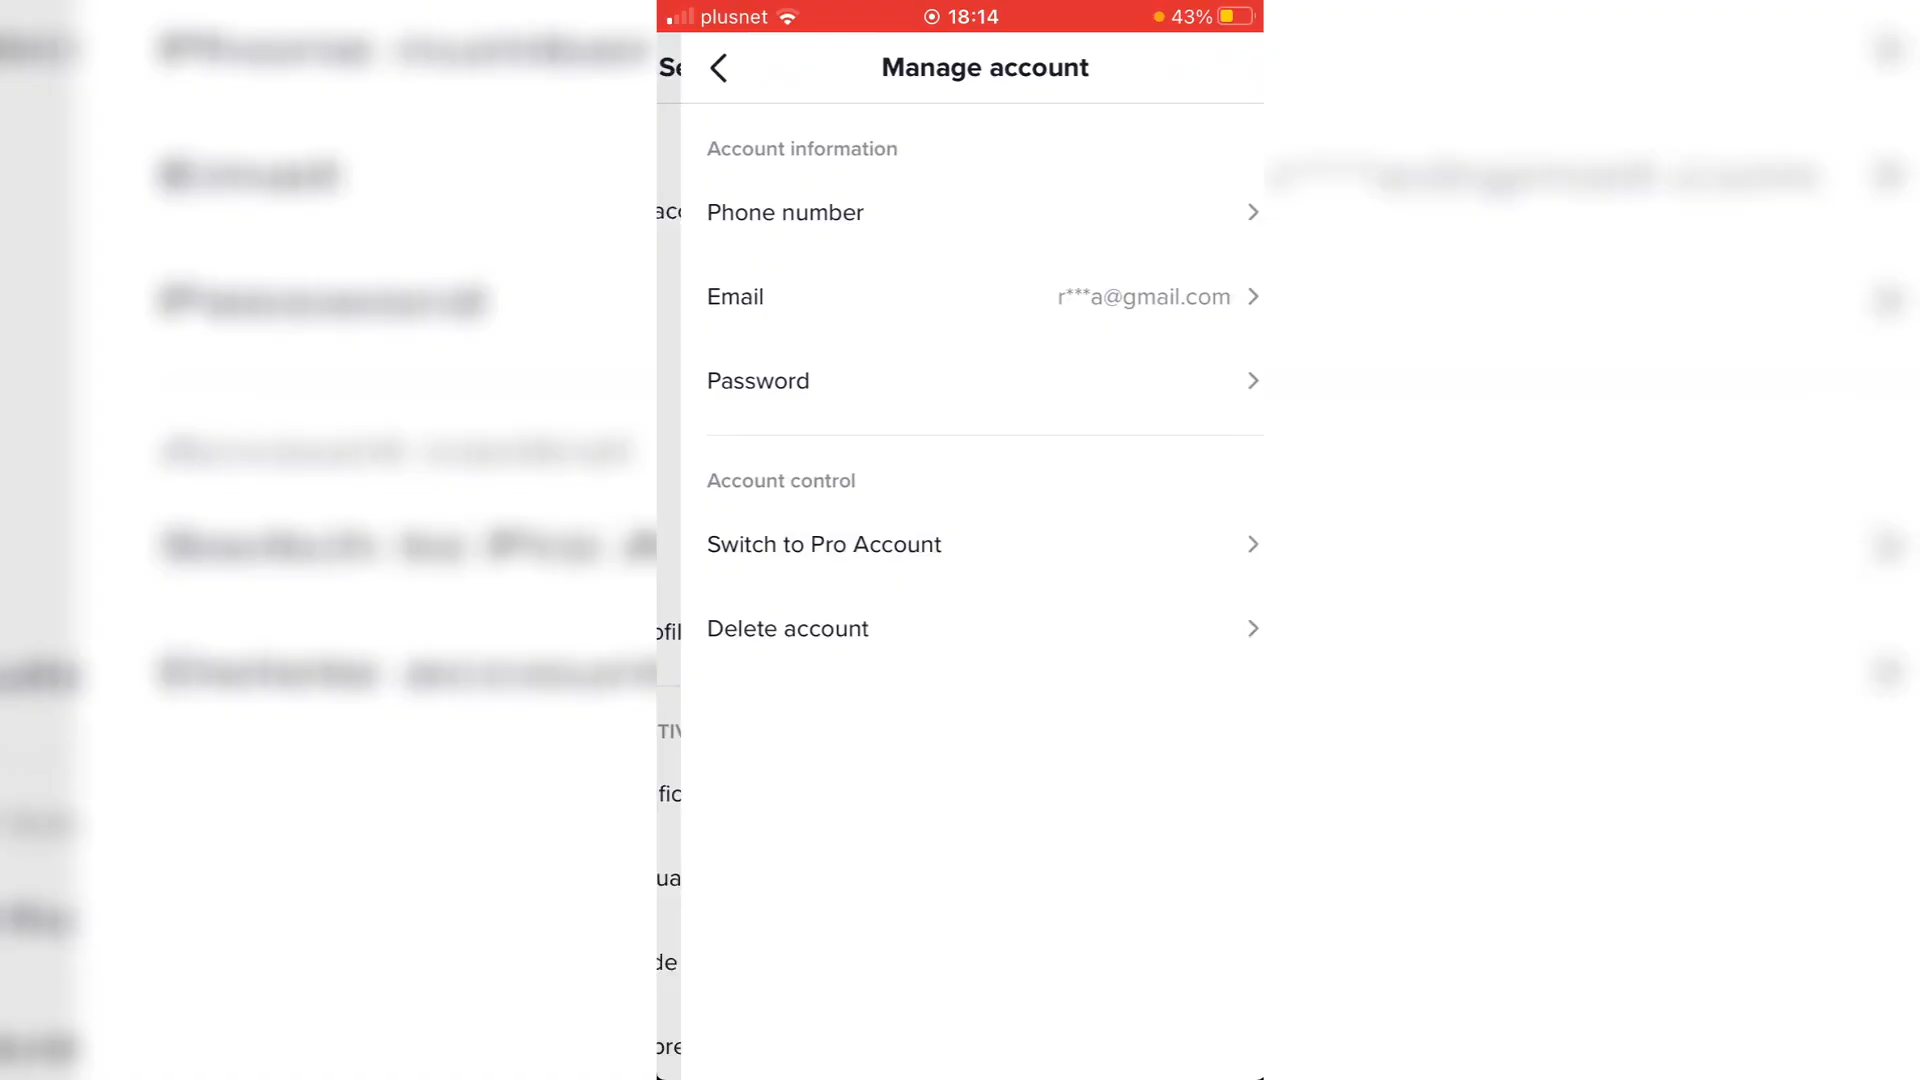 plusnet 18:14 43%
Manage account
Account information
Phone number
Email r***a@gmail.com
Password
Account control
Switch to Pro Account
Delete account